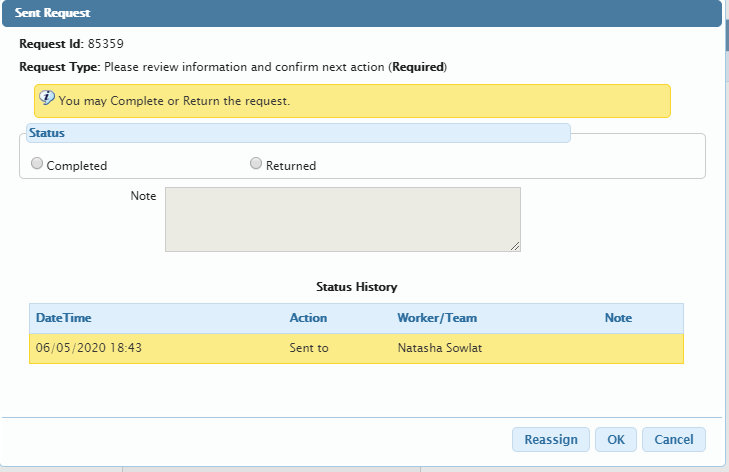 Sent Request
Request Id: 85359
Request Type: Please review information and confirm next action (Required)
You may Complete or Return the request.
Status
Completed Returned
Note
Status History
DateTime Action Worker/Team Note
06/05/2020 18:43 Sent to Natasha Sowlat
Reassign OK Cancel